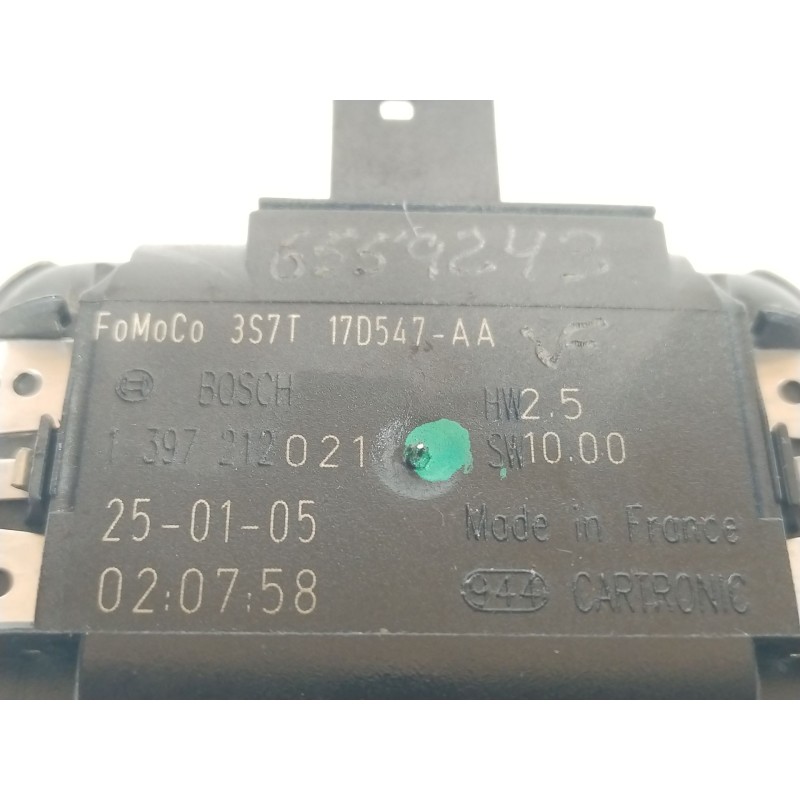 6559243
FoMoCo 3S7T 17D547-AA VF
BOSCH HW2.5
1 397 212021 SW10.00
25-01-05 Made in France
02:07:58 944 CARTRONIC